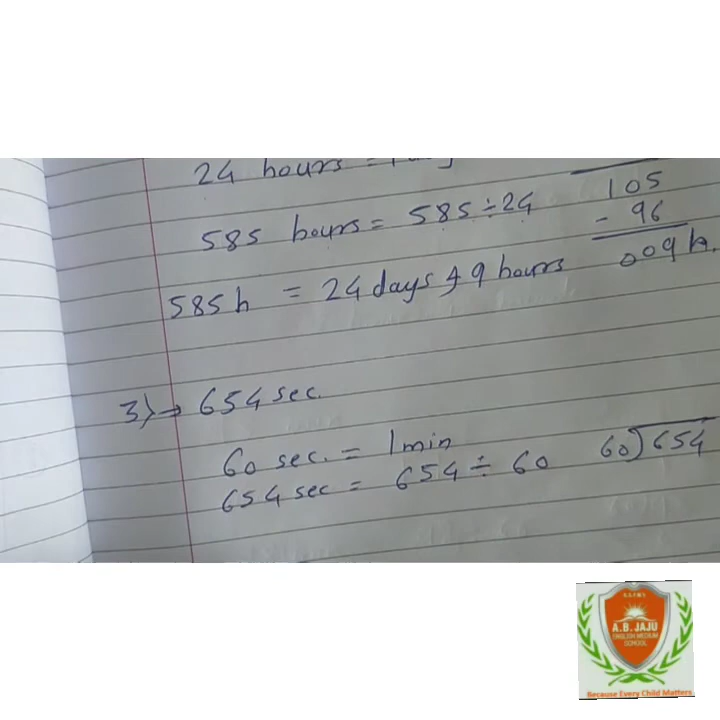 24 hours =
105
585 hours = 585 ÷ 24
- 96
009 h.
585 h = 24 days & 9 hours
3) → 654 sec.
60 sec. = 1 min
60)654
654 sec = 654 ÷ 60
A.B. JAJU
ENGLISH MEDIUM
SCHOOL
Because Every Child Matters